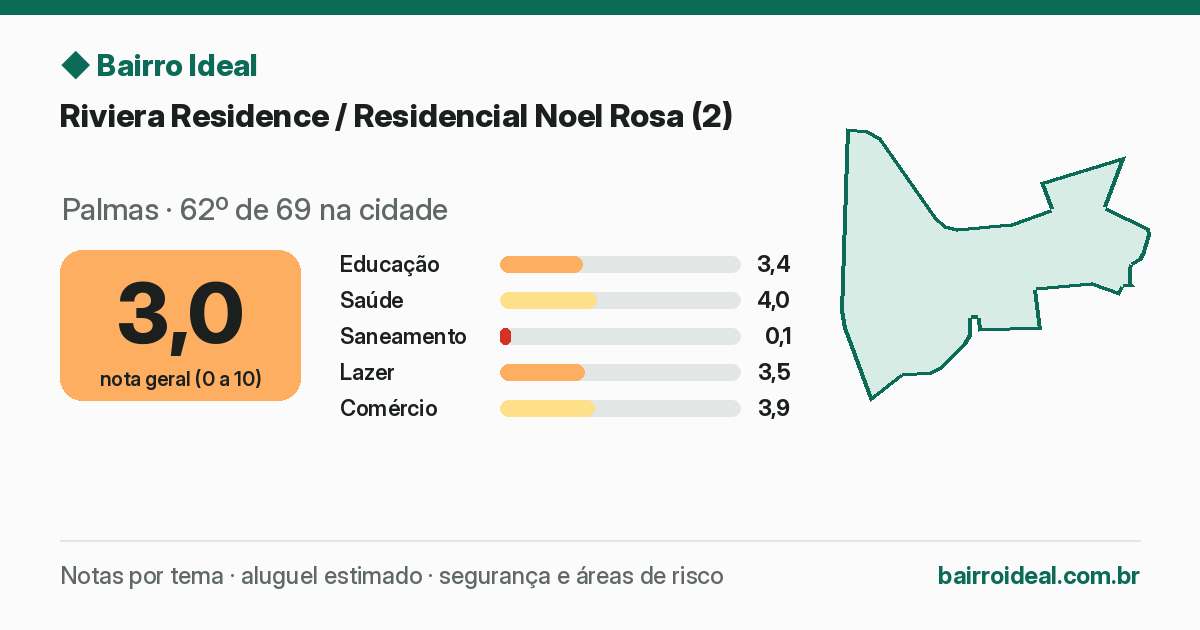 Bairro Ideal
Riviera Residence / Residencial Noel Rosa (2)
Palmas · 62º de 69 na cidade
3,0
nota geral (0 a 10)
Educação 3,4
Saúde 4,0
Saneamento 0,1
Lazer 3,5
Comércio 3,9
Notas por tema · aluguel estimado · segurança e áreas de risco
bairroideal.com.br